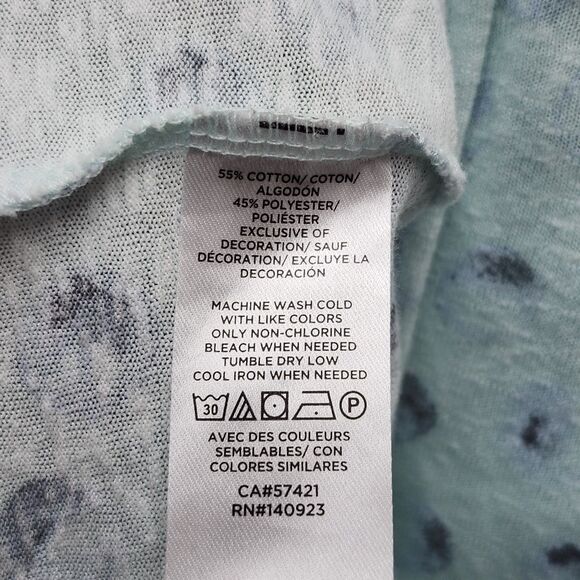 55% COTTON/ COTON/
ALGODÓN
45% POLYESTER/
POLIÉSTER
EXCLUSIVE OF
DECORATION/ SAUF
DÉCORATION/ EXCLUYE LA
DECORACIÓN
MACHINE WASH COLD
WITH LIKE COLORS
ONLY NON-CHLORINE
BLEACH WHEN NEEDED
TUMBLE DRY LOW
COOL IRON WHEN NEEDED
30 P
AVEC DES COULEURS
SEMBLABLES/ CON
COLORES SIMILARES
CA#57421
RN#140923